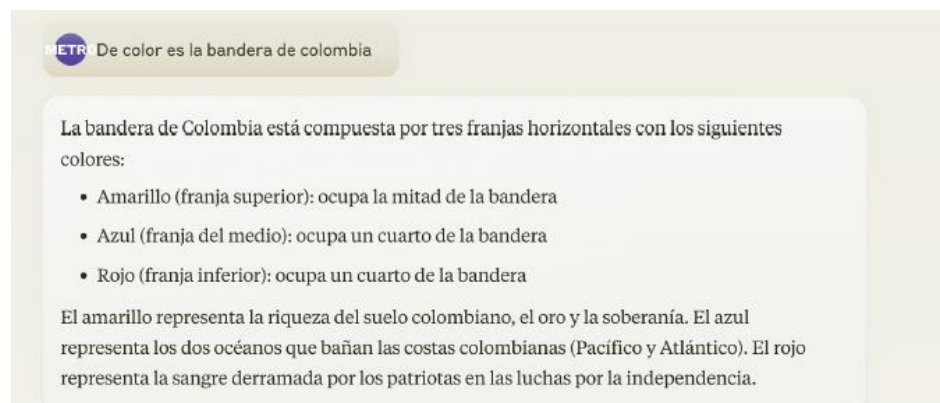 METR De color es la bandera de colombia
La bandera de Colombia está compuesta por tres franjas horizontales con los siguientes
colores:
• Amarillo (franja superior): ocupa la mitad de la bandera
• Azul (franja del medio): ocupa un cuarto de la bandera
• Rojo (franja inferior): ocupa un cuarto de la bandera
El amarillo representa la riqueza del suelo colombiano, el oro y la soberanía. El azul
representa los dos océanos que bañan las costas colombianas (Pacífico y Atlántico). El rojo
representa la sangre derramada por los patriotas en las luchas por la independencia.